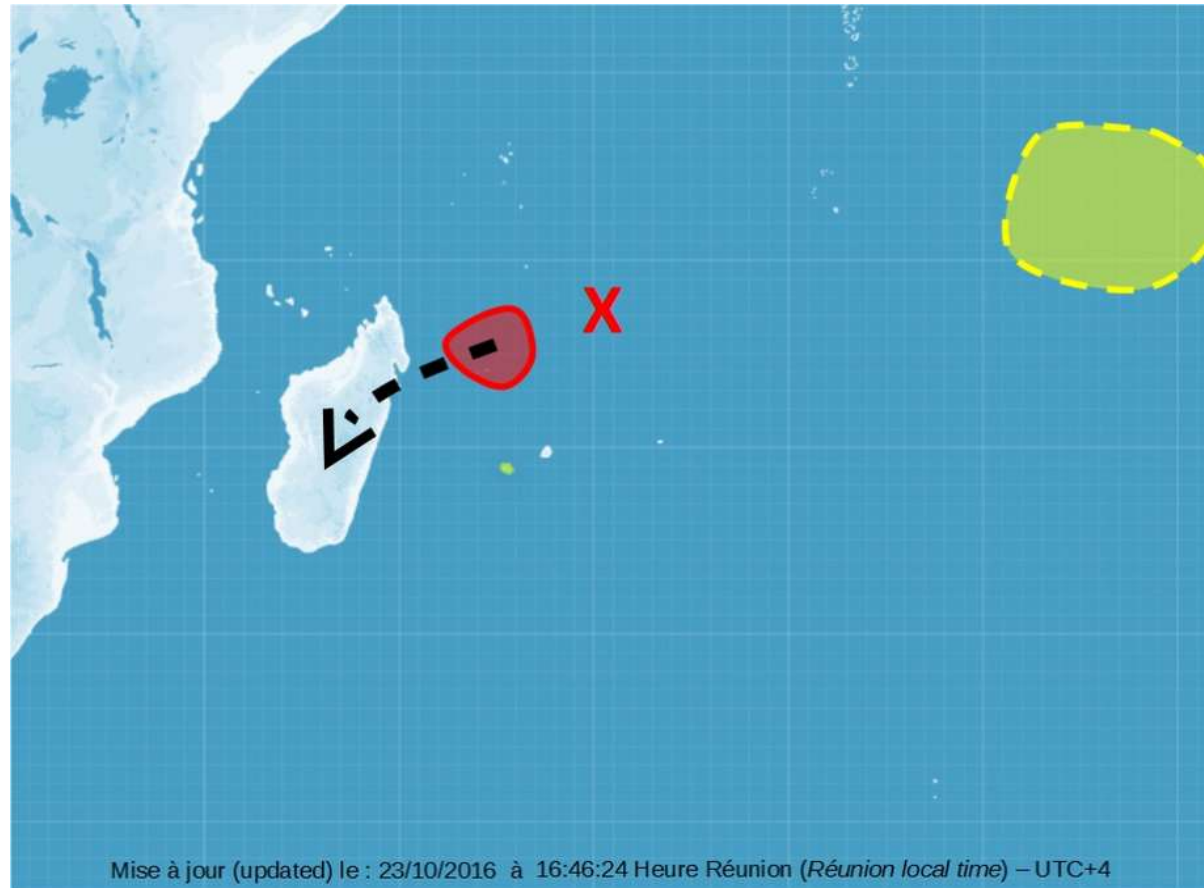 X
Mise à jour (updated) le : 23/10/2016 à 16:46:24 Heure Réunion (Réunion local time) – UTC+4